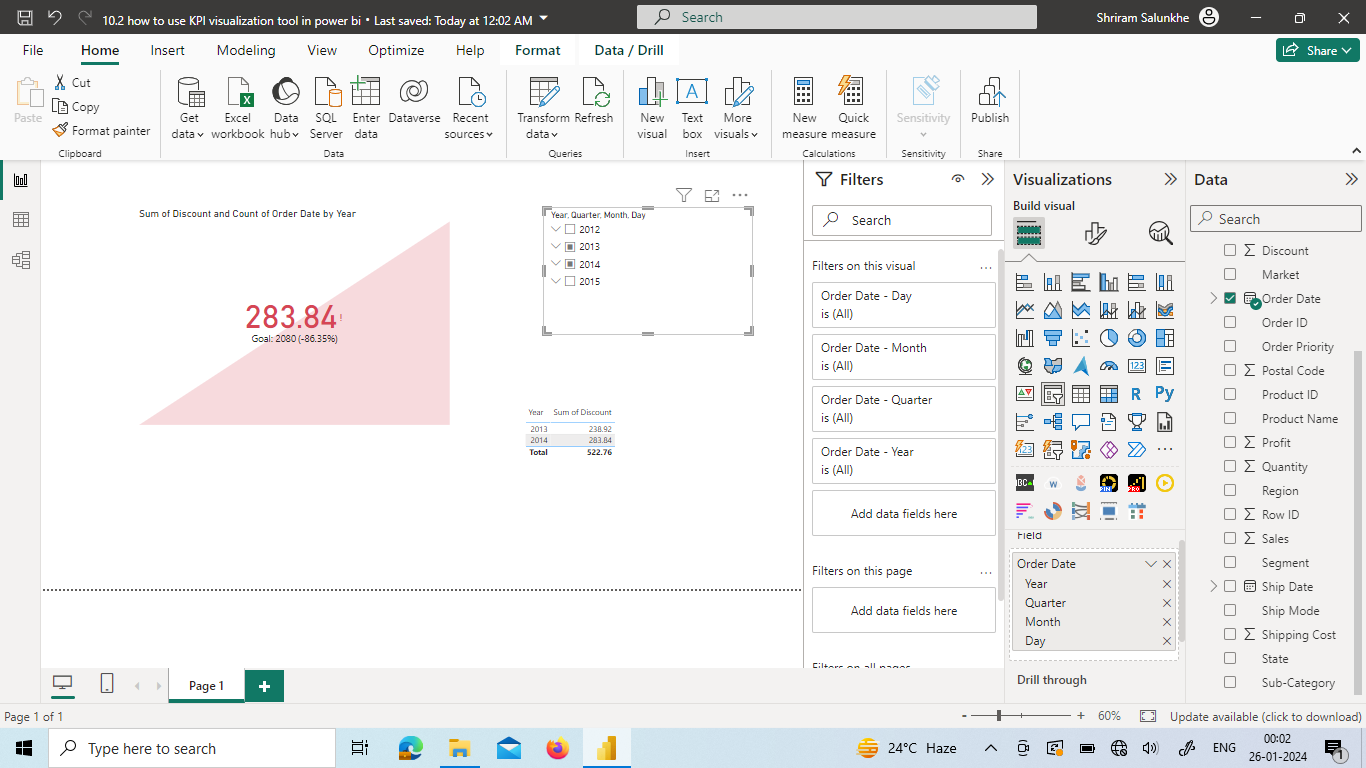 10.2 how to use KPI visualization tool in power bi • Last saved: Today at 12:02 AM
Search
Shriram Salunkhe
File Home Insert Modeling View Optimize Help Format Data / Drill
Share
Paste
Cut
Copy
Format painter
Clipboard
Get data
Excel workbook
Data hub
SQL Server
Enter data
Dataverse
Recent sources
Data
Transform data
Refresh
Queries
New visual
Text box
More visuals
Insert
New measure
Quick measure
Calculations
Sensitivity
Sensitivity
Publish
Share
Sum of Discount and Count of Order Date by Year
283.84!
Goal: 2080 (-86.35%)
Year, Quarter, Month, Day
2012
2013
2014
2015
Year Sum of Discount
2013 238.92
2014 283.84
Total 522.76
Filters
Search
Filters on this visual
Order Date - Day
is (All)
Order Date - Month
is (All)
Order Date - Quarter
is (All)
Order Date - Year
is (All)
Add data fields here
Filters on this page
Add data fields here
Filters on all pages
Visualizations
Build visual
123
R
Py
123
PIN
PRO
Field
Order Date
Year
Quarter
Month
Day
Drill through
Data
Search
Discount
Market
Order Date
Order ID
Order Priority
Postal Code
Product ID
Product Name
Profit
Quantity
Region
Row ID
Sales
Segment
Ship Date
Ship Mode
Shipping Cost
State
Sub-Category
Page 1
Page 1 of 1
- + 60%
Update available (click to download)
Type here to search
24°C Haze
ENG
00:02
26-01-2024
1